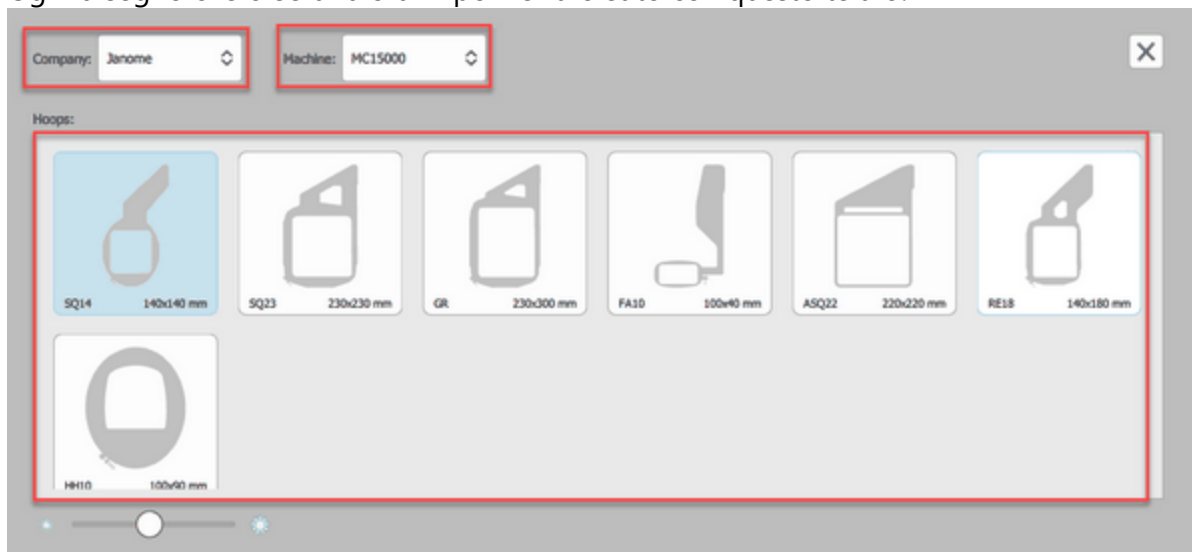 Company: Janome Machine: MC15000
Hoops:
SQ14 140x140 mm SQ23 230x230 mm GR 230x300 mm FA10 100x40 mm ASQ22 220x220 mm RE18 140x180 mm
HH10 100x90 mm